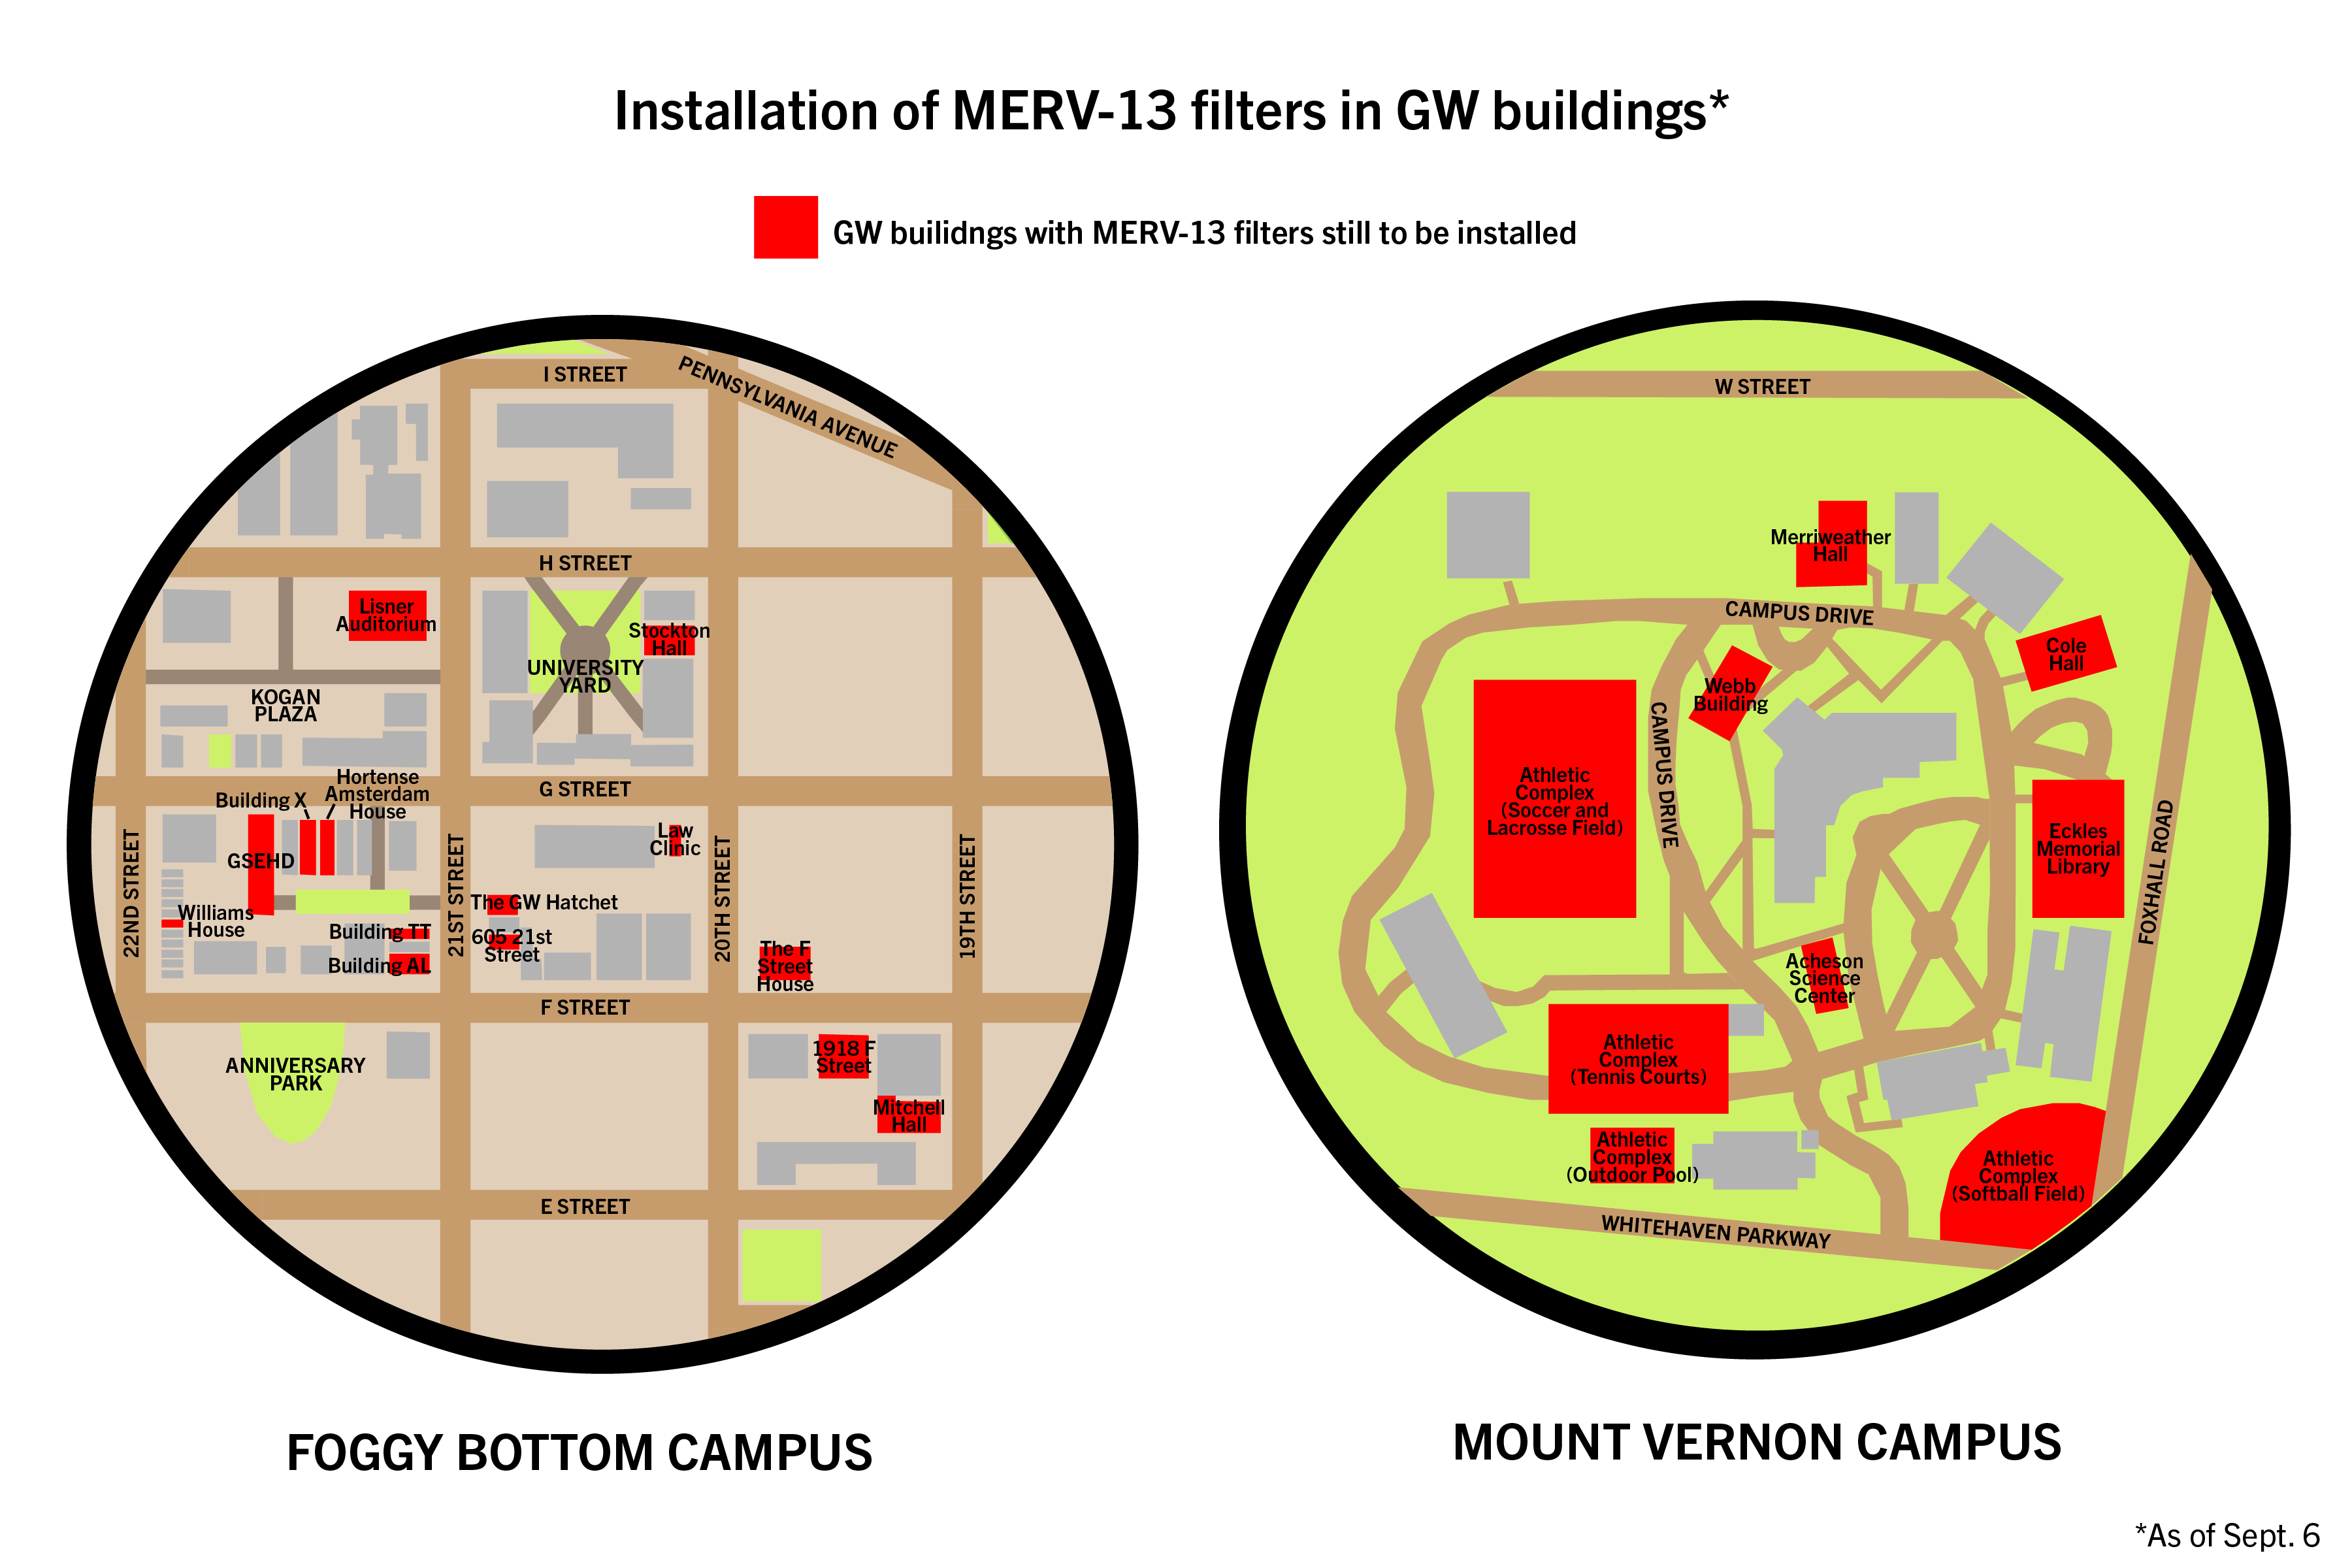 Installation of MERV-13 filters in GW buildings*
GW builidngs with MERV-13 filters still to be installed
I STREET
PENNSYLVANIA AVENUE
H STREET
Lisner
Auditorium
Stockton
Hall
UNIVERSITY
YARD
KOGAN
PLAZA
G STREET
Hortense
Amsterdam
House
Building X
GSEHD
Law
Clinic
22ND STREET
21ST STREET
20TH STREET
19TH STREET
The GW Hatchet
Williams
House
Building TT
605 21st
Street
Building AL
The F
Street
House
F STREET
ANNIVERSARY
PARK
1918 F
Street
Mitchell
Hall
E STREET
FOGGY BOTTOM CAMPUS
W STREET
Merriweather
Hall
CAMPUS DRIVE
Cole
Hall
Webb
Building
CAMPUS DRIVE
Athletic
Complex
(Soccer and
Lacrosse Field)
Eckles
Memorial
Library
FOXHALL ROAD
Acheson
Science
Center
Athletic
Complex
(Tennis Courts)
Athletic
Complex
(Outdoor Pool)
Athletic
Complex
(Softball Field)
WHITEHAVEN PARKWAY
MOUNT VERNON CAMPUS
*As of Sept. 6